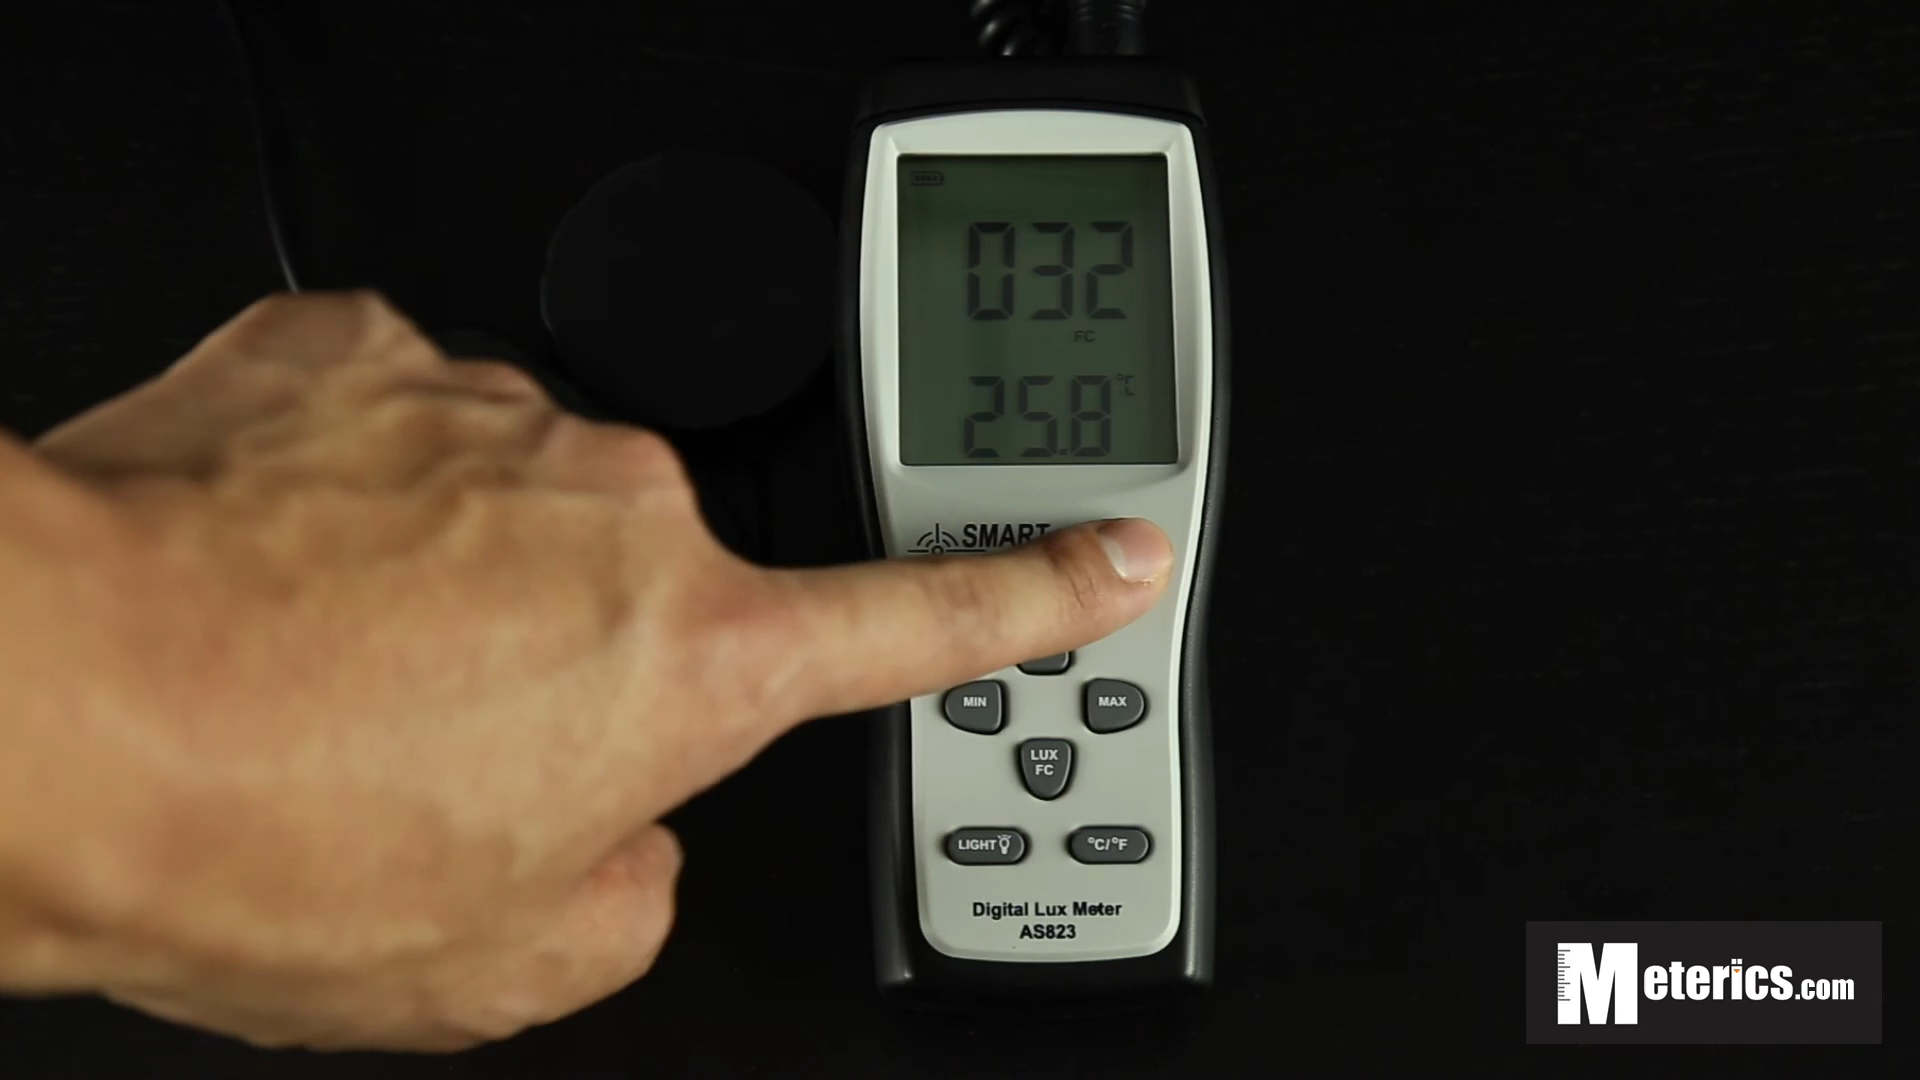 032
FC
25.8 °C
SMART
MIN
MAX
LUX
FC
LIGHT
°C/°F
Digital Lux Meter
AS823
Meterics.com